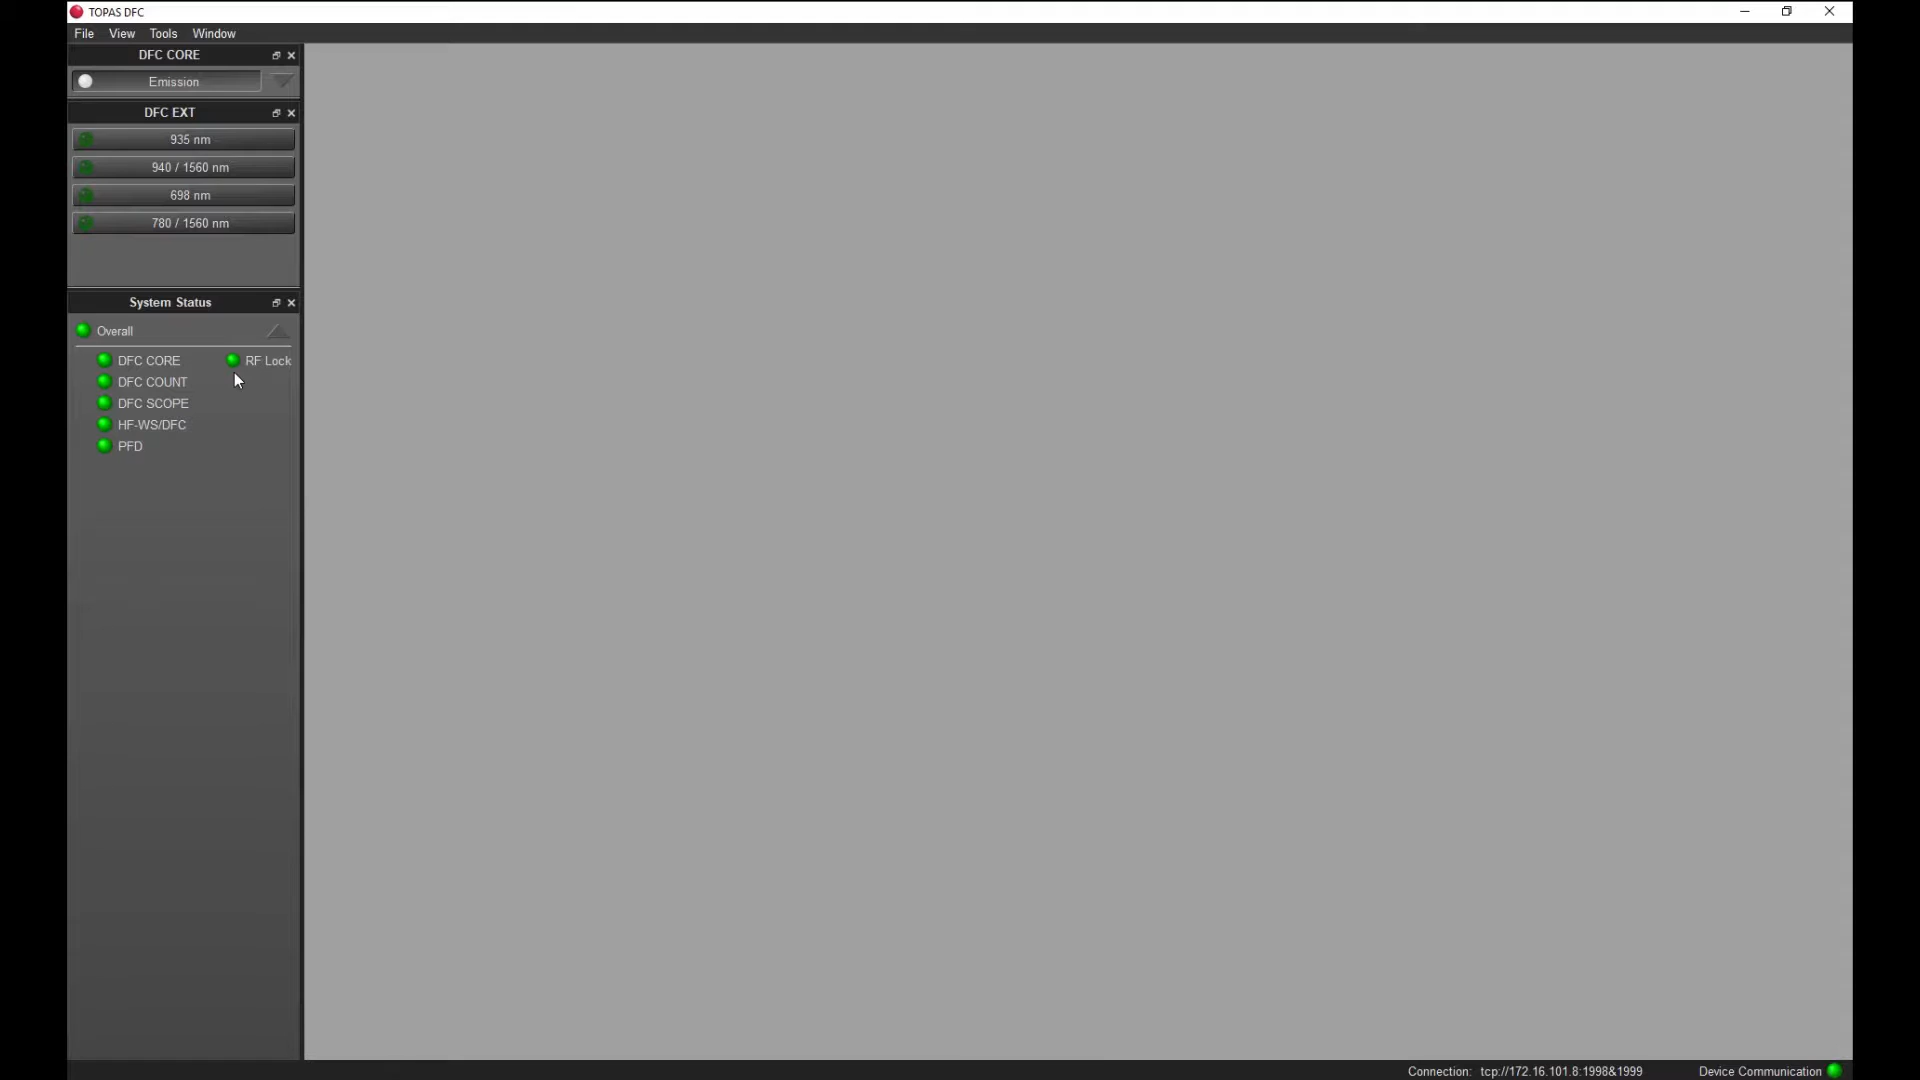 TOPAS DFC
File View Tools Window
DFC CORE
Emission
DFC EXT
935 nm
940 / 1560 nm
698 nm
780 / 1560 nm
System Status
Overall
DFC CORE RF Lock
DFC COUNT
DFC SCOPE
HF-WS/DFC
PFD
Connection: tcp://172.16.101.8:1998&1999 Device Communication